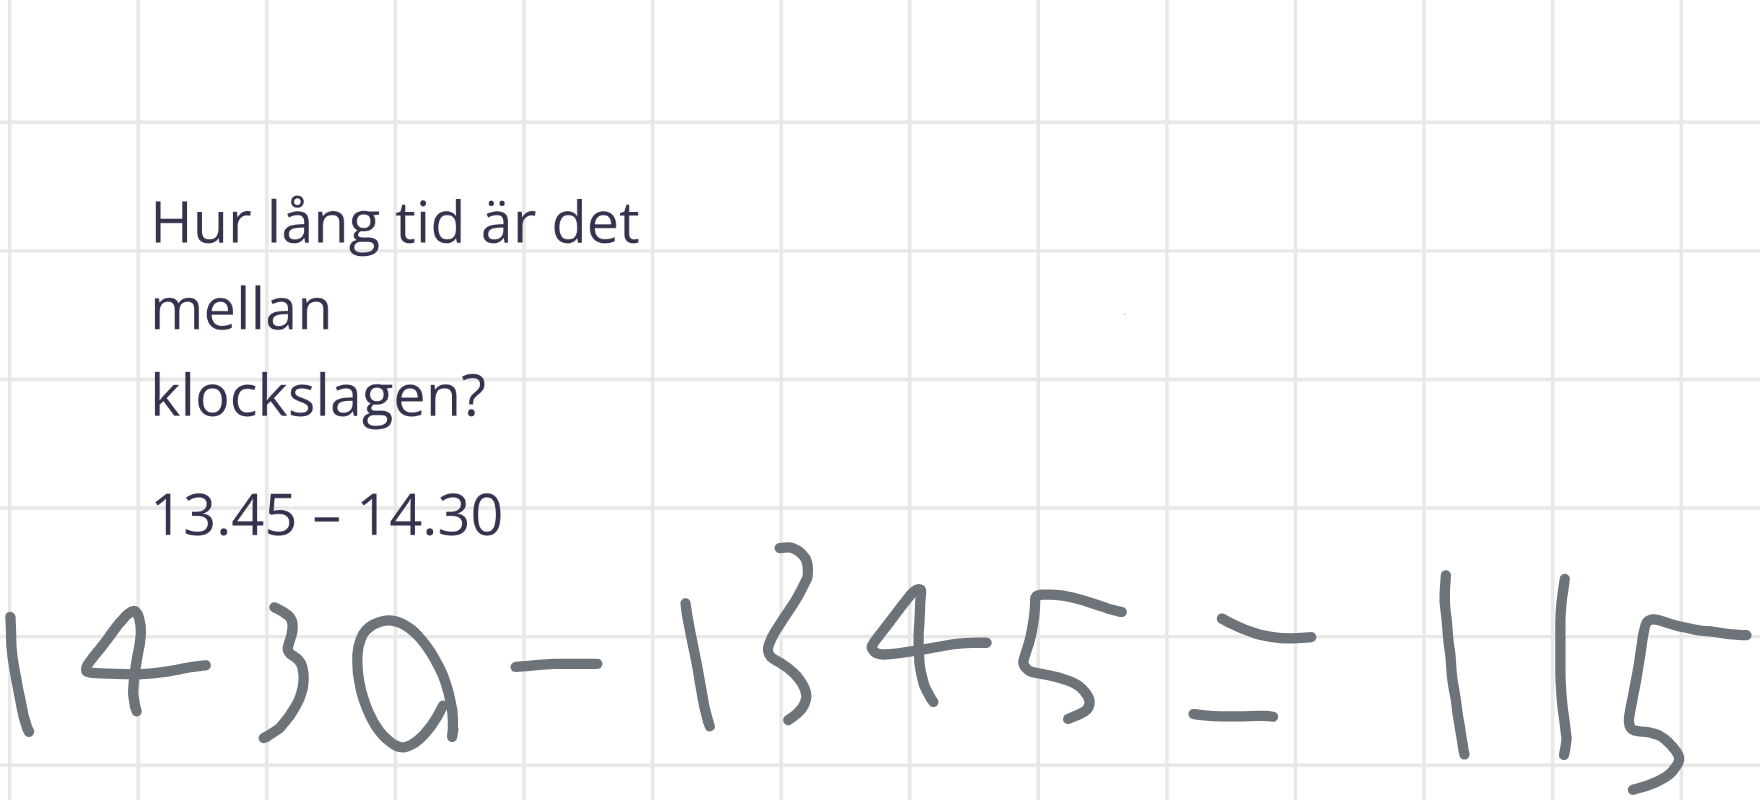 Hur lång tid är det
mellan
klockslagen?
13.45 – 14.30
1430 - 1345 = 115